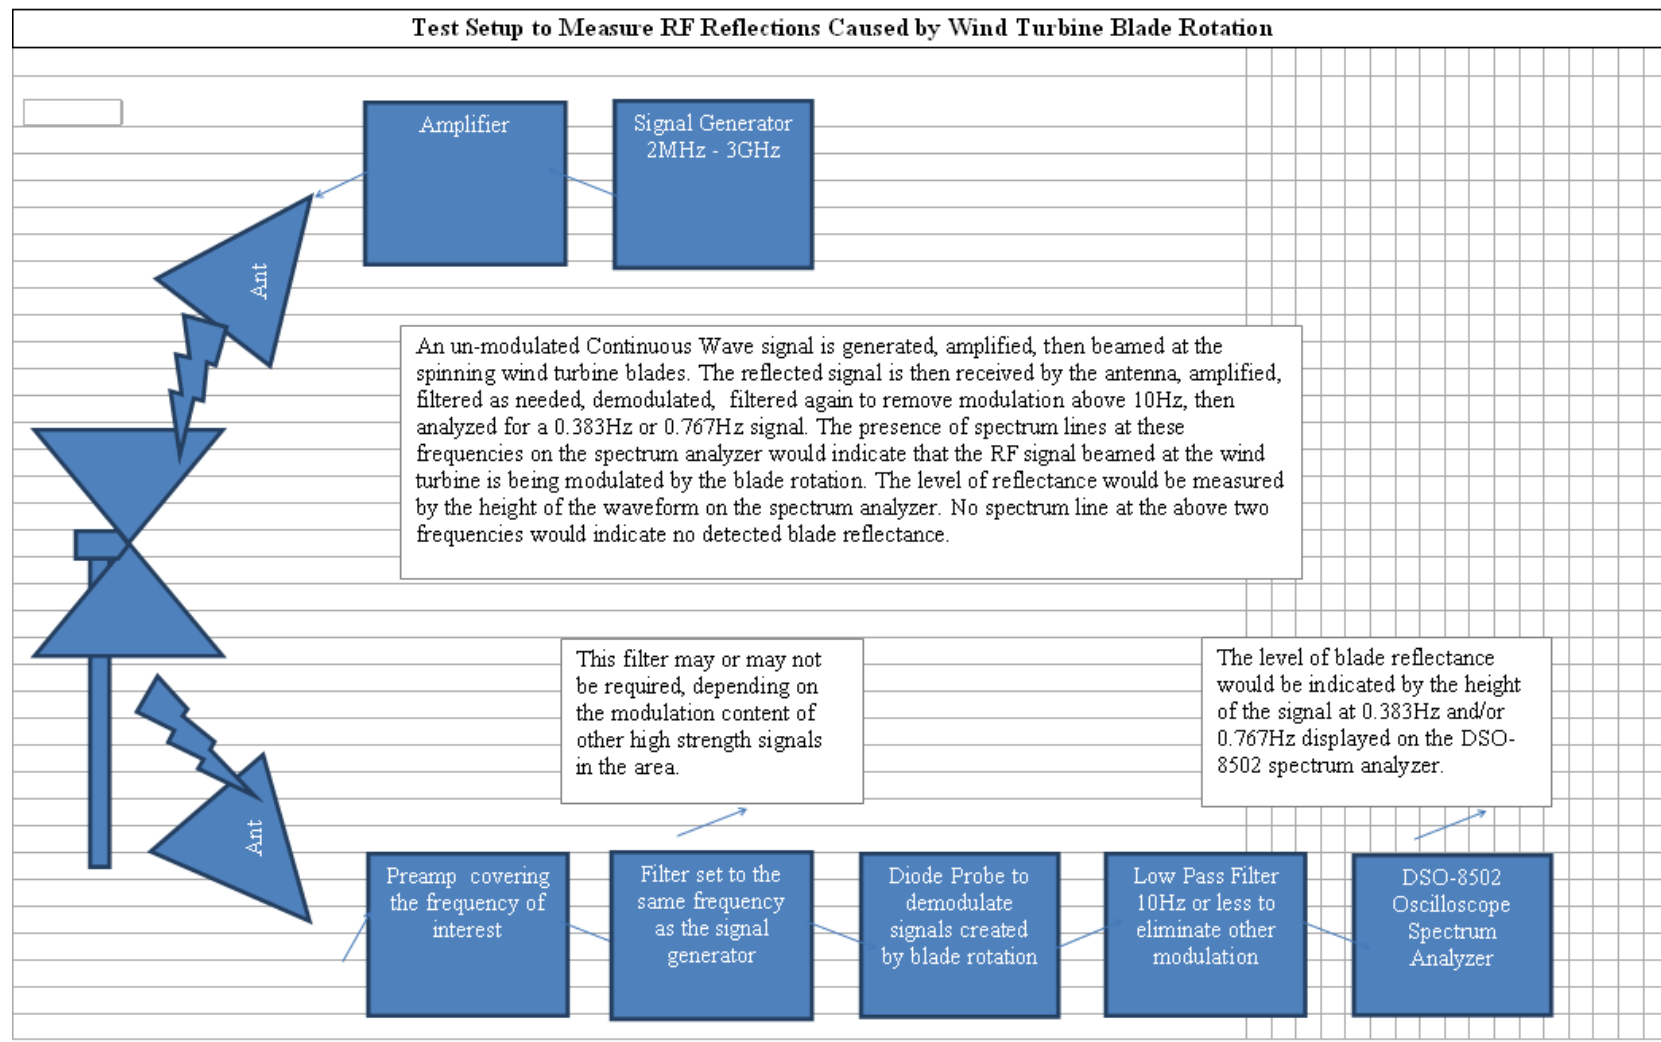 Test Setup to Measure RF Reflections Caused by Wind Turbine Blade Rotation
Amplifier
Signal Generator
2MHz - 3GHz
Ant
An un-modulated Continuous Wave signal is generated, amplified, then beamed at the
spinning wind turbine blades. The reflected signal is then received by the antenna, amplified,
filtered as needed, demodulated, filtered again to remove modulation above 10Hz, then
analyzed for a 0.383Hz or 0.767Hz signal. The presence of spectrum lines at these
frequencies on the spectrum analyzer would indicate that the RF signal beamed at the wind
turbine is being modulated by the blade rotation. The level of reflectance would be measured
by the height of the waveform on the spectrum analyzer. No spectrum line at the above two
frequencies would indicate no detected blade reflectance.
This filter may or may not
be required, depending on
the modulation content of
other high strength signals
in the area.
The level of blade reflectance
would be indicated by the height
of the signal at 0.383Hz and/or
0.767Hz displayed on the DSO-
8502 spectrum analyzer.
Ant
Preamp covering
the frequency of
interest
Filter set to the
same frequency
as the signal
generator
Diode Probe to
demodulate
signals created
by blade rotation
Low Pass Filter
10Hz or less to
eliminate other
modulation
DSO-8502
Oscilloscope
Spectrum
Analyzer